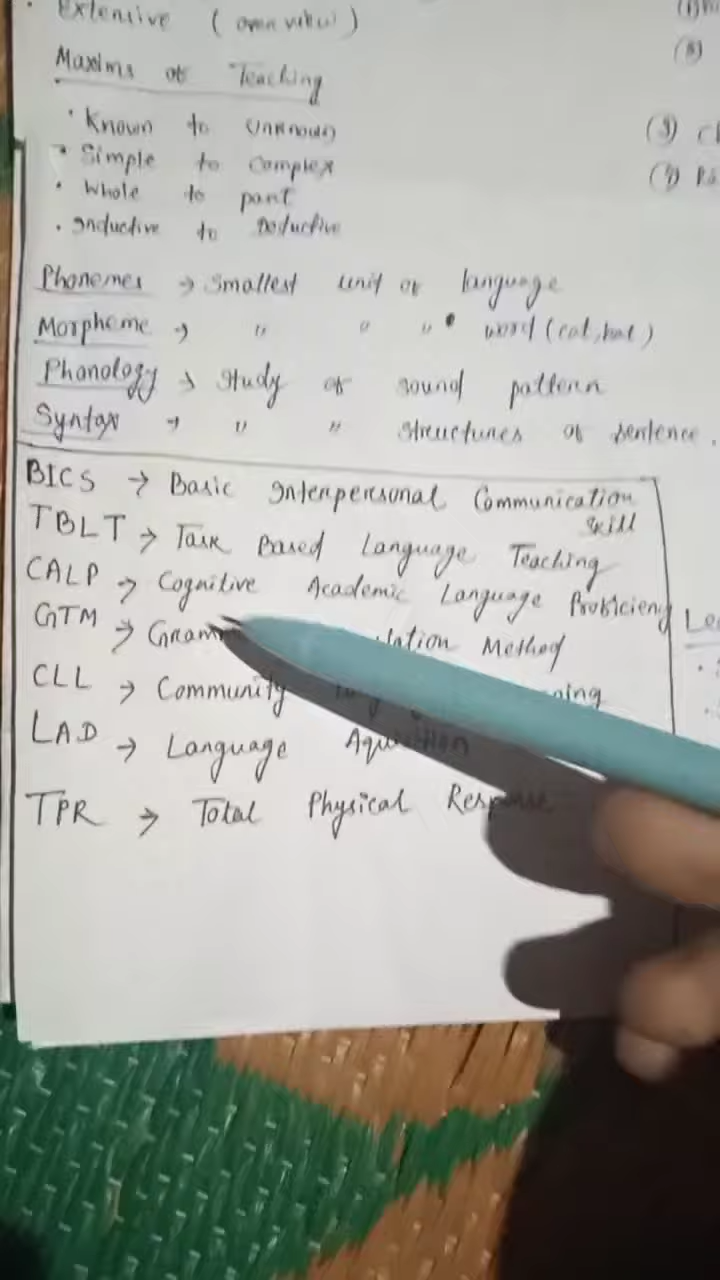 Extensive (overview)
Maxims of Teaching
• Known to Unknown
• Simple to Complex
• Whole to part
• Inductive to Deductive
Phonemes → Smallest unit of language
Morpheme → " " " word (cat, bat)
Phonology → study of sound pattern
Syntax → " " structures of sentence.
BICS → Basic Interpersonal Communication
skill
TBLT → Task Based Language Teaching
CALP → Cognitive Academic Language Proficieny
GTM → Method
CLL → Community
LAD → Language
TPR → Total Physical Response
(3)